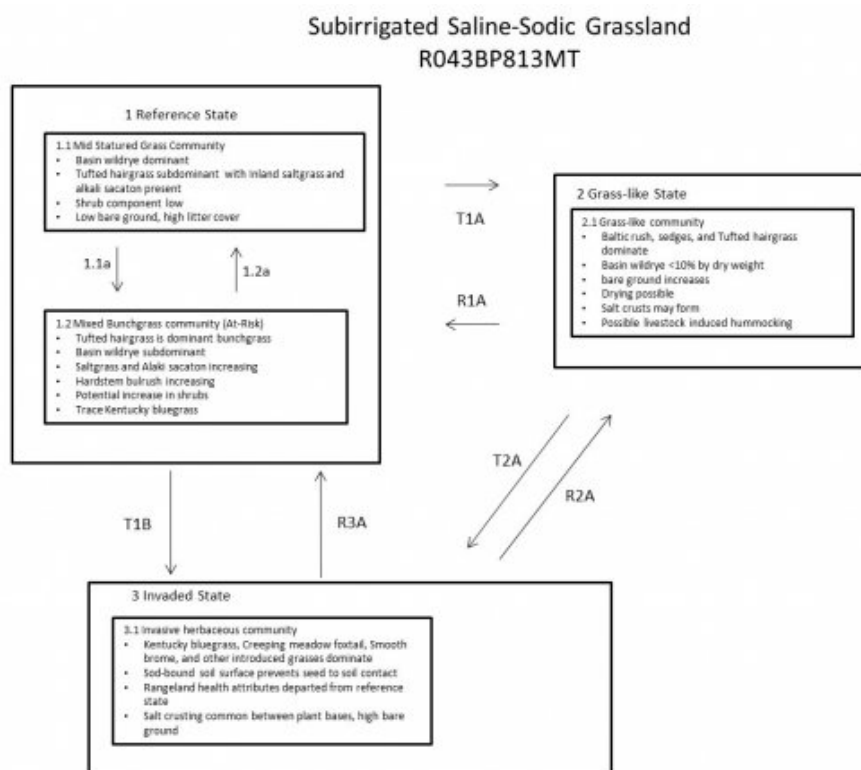 Subirrigated Saline-Sodic Grassland
R043BP813MT
1 Reference State
1.1 Mid Statured Grass Community
• Basin wildrye dominant
• Tufted hairgrass subdominant with Inland saltgrass and
alkali sacaton present
• Shrub component low
• Low bare ground, high litter cover
1.1a
1.2a
1.2 Mixed Bunchgrass community (At-Risk)
• Tufted hairgrass is dominant bunchgrass
• Basin wildrye subdominant
• Saltgrass and Alaki sacaton increasing
• Hardstem bulrush increasing
• Potential increase in shrubs
• Trace Kentucky bluegrass
T1A
R1A
2 Grass-like State
2.1 Grass-like community
• Baltic rush, sedges, and Tufted hairgrass
dominate
• Basin wildrye <10% by dry weight
• bare ground increases
• Drying possible
• Salt crusts may form
• Possible livestock induced hummocking
T2A
R2A
T1B
R3A
3 Invaded State
3.1 Invasive herbaceous community
• Kentucky bluegrass, Creeping meadow foxtail, Smooth
brome, and other introduced grasses dominate
• Sod-bound soil surface prevents seed to soil contact
• Rangeland health attributes departed from reference
state
• Salt crusting common between plant bases, high bare
ground